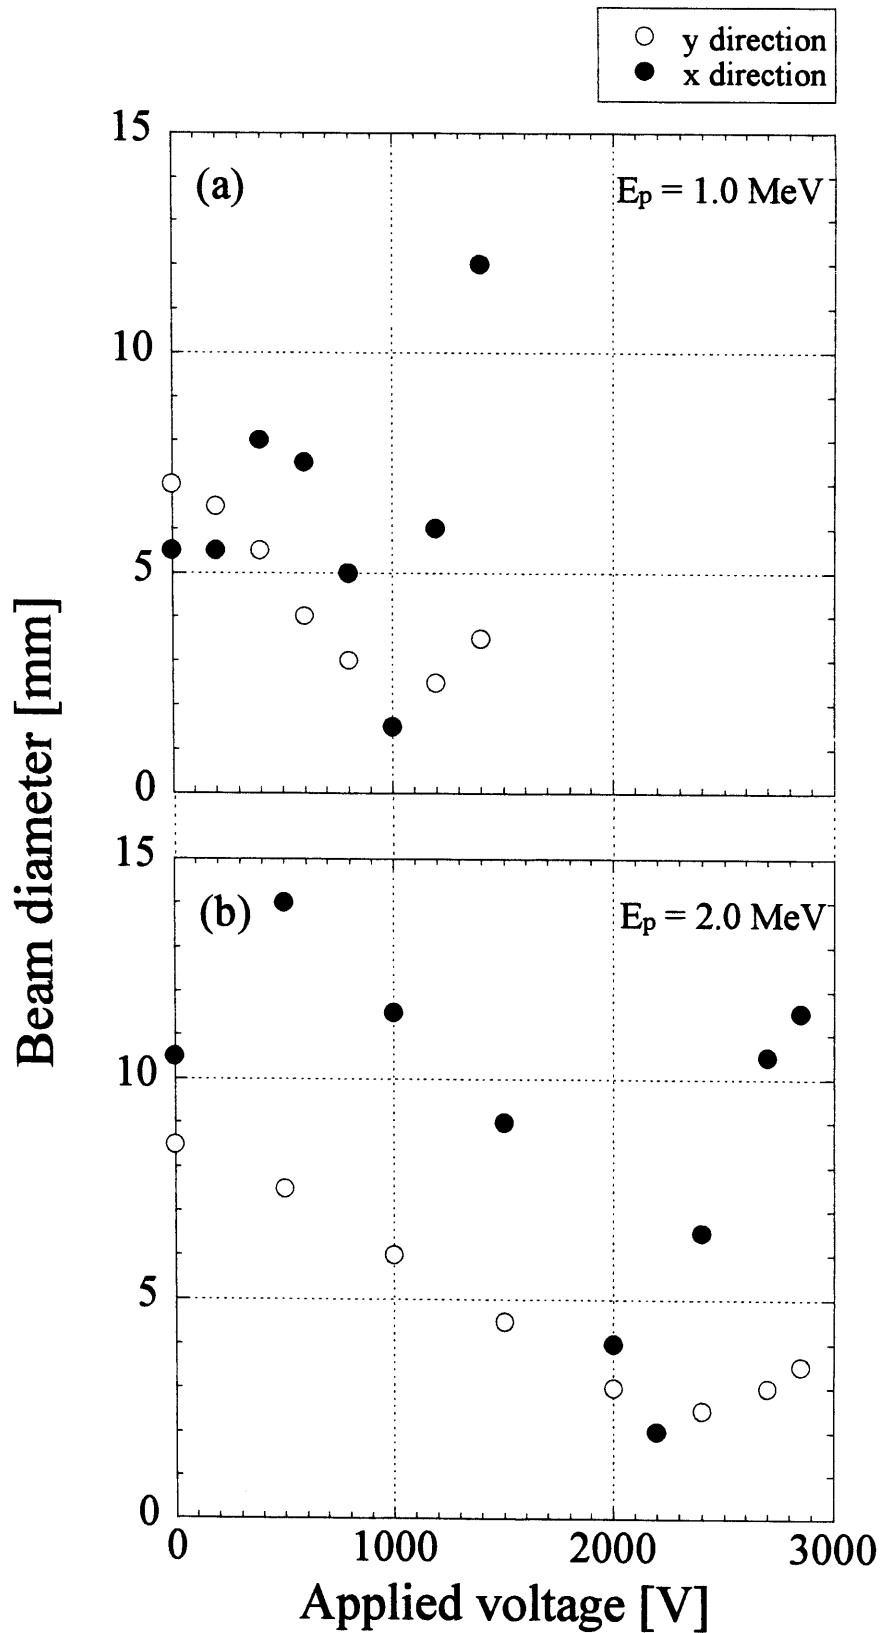 y direction
x direction
15
(a)
Eₚ = 1.0 MeV
10
5
0
Beam diameter [mm]
15
(b)
Eₚ = 2.0 MeV
10
5
0
0 1000 2000 3000
Applied voltage [V]